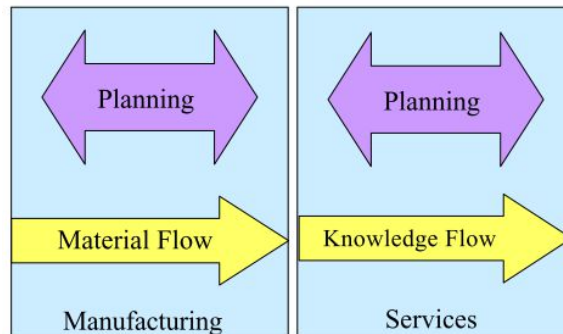 Planning
Material Flow
Manufacturing
Planning
Knowledge Flow
Services